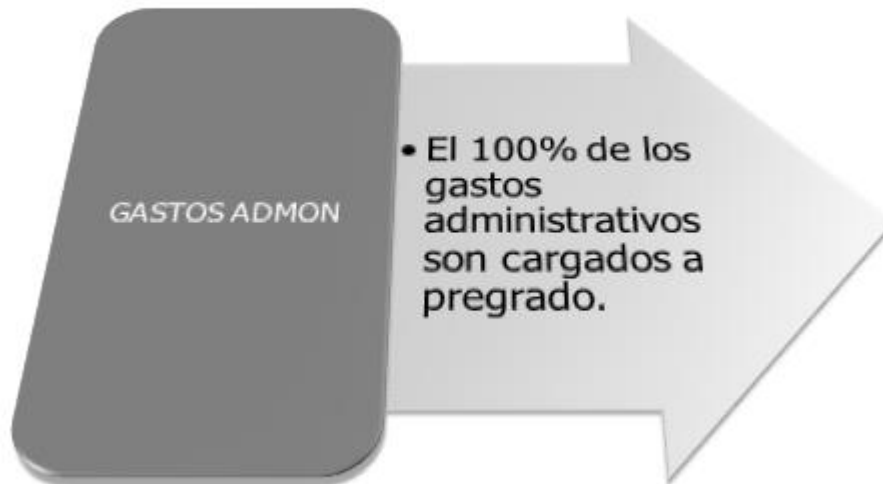 GASTOS ADMON
• El 100% de los
gastos
administrativos
son cargados a
pregrado.